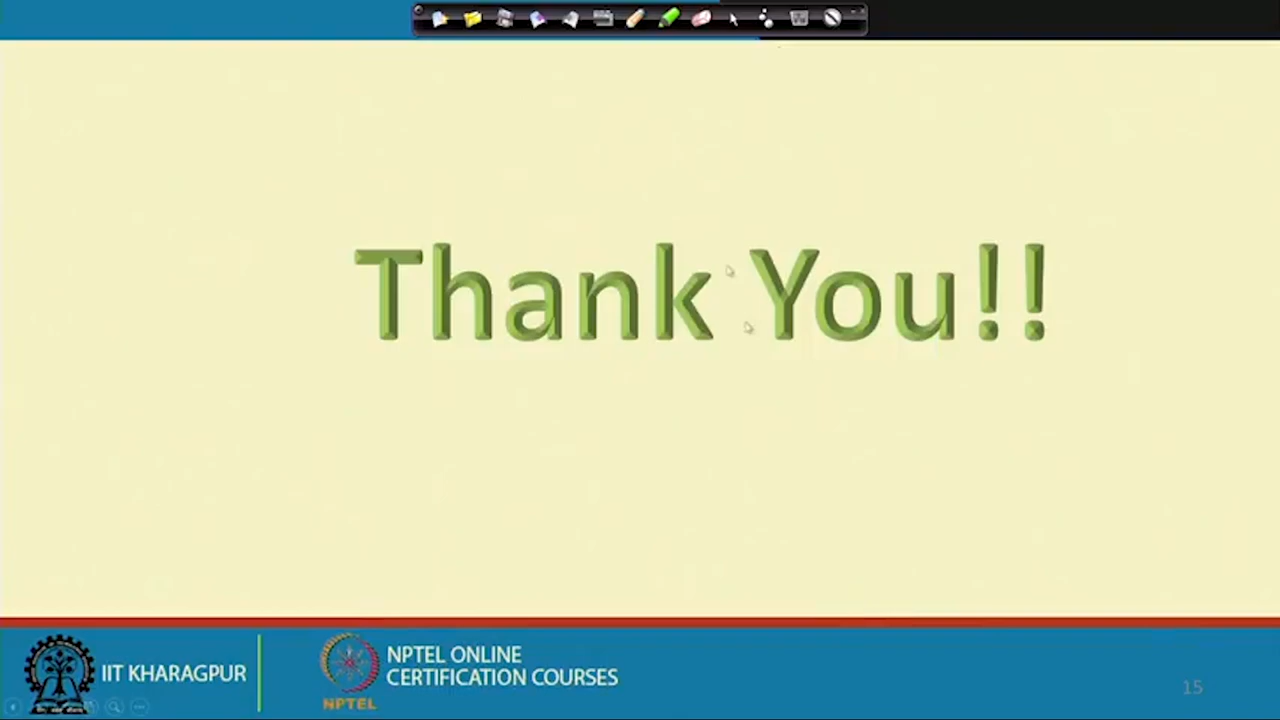 Thank You!!
IIT KHARAGPUR
NPTEL
NPTEL ONLINE
CERTIFICATION COURSES
15